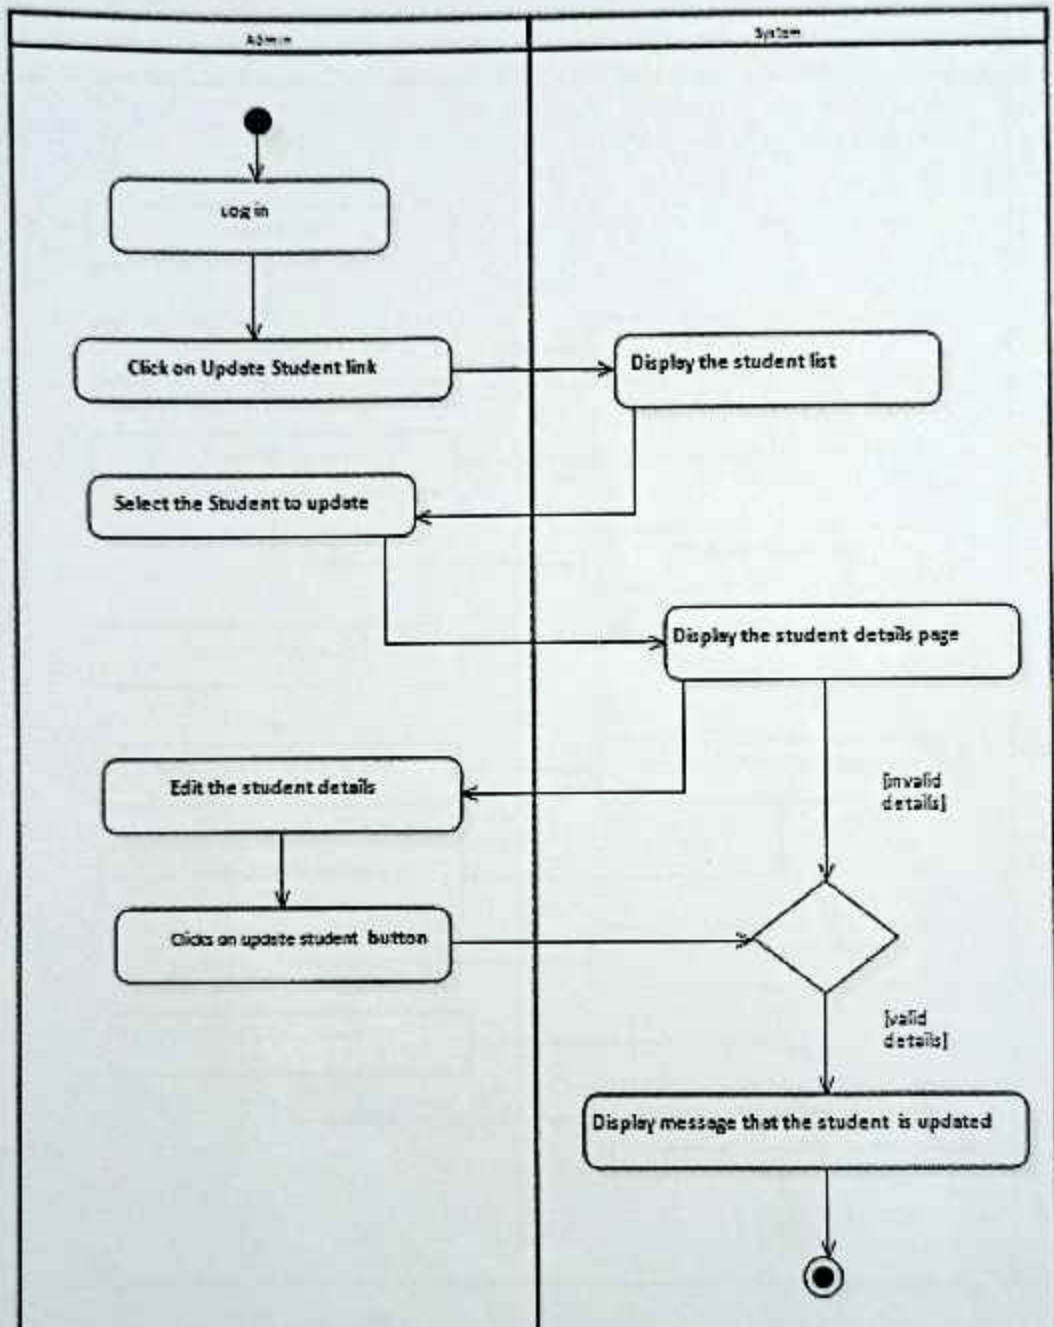 Admin
System
Log in
Click on Update Student link
Display the student list
Select the Student to update
Display the student details page
Edit the student details
[invalid
details]
Clicks on update student button
[valid
details]
Display message that the student is updated